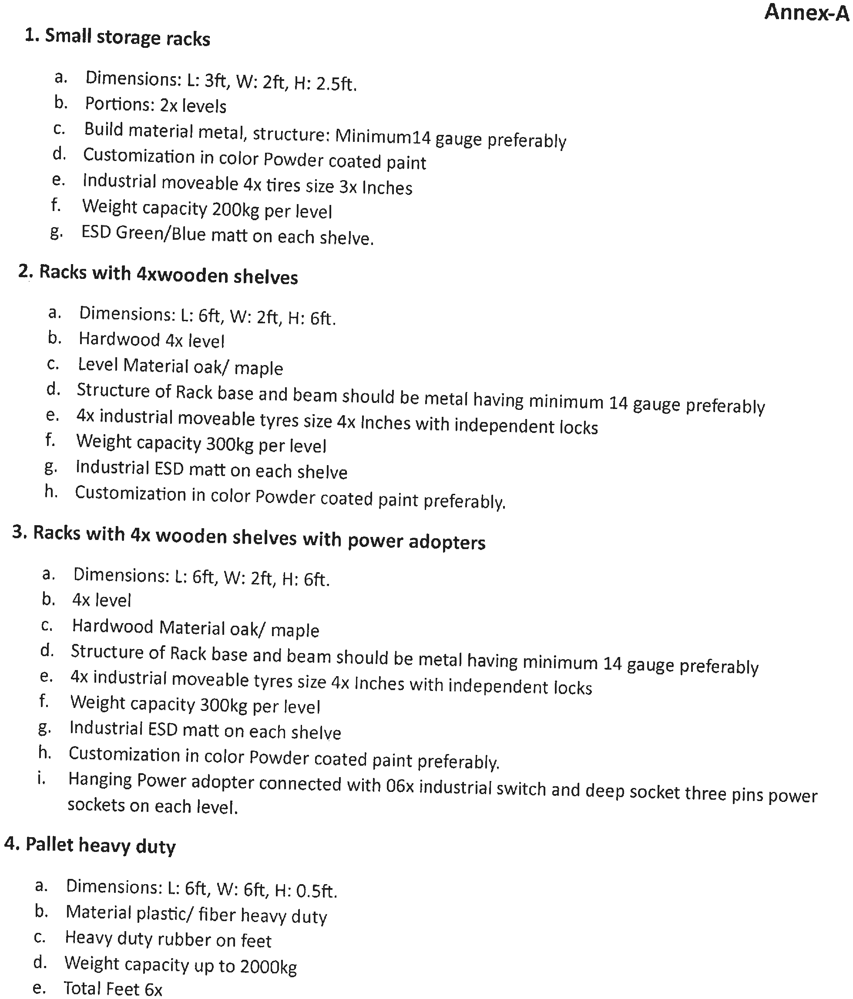 Annex-A
1. Small storage racks
a. Dimensions: L: 3ft, W: 2ft, H: 2.5ft.
b. Portions: 2x levels
c. Build material metal, structure: Minimum14 gauge preferably
d. Customization in color Powder coated paint
e. Industrial moveable 4x tires size 3x Inches
f. Weight capacity 200kg per level
g. ESD Green/Blue matt on each shelve.
2. Racks with 4xwooden shelves
a. Dimensions: L: 6ft, W: 2ft, H: 6ft.
b. Hardwood 4x level
c. Level Material oak/ maple
d. Structure of Rack base and beam should be metal having minimum 14 gauge preferably
e. 4x industrial moveable tyres size 4x Inches with independent locks
f. Weight capacity 300kg per level
g. Industrial ESD matt on each shelve
h. Customization in color Powder coated paint preferably.
3. Racks with 4x wooden shelves with power adopters
a. Dimensions: L: 6ft, W: 2ft, H: 6ft.
b. 4x level
c. Hardwood Material oak/ maple
d. Structure of Rack base and beam should be metal having minimum 14 gauge preferably
e. 4x industrial moveable tyres size 4x Inches with independent locks
f. Weight capacity 300kg per level
g. Industrial ESD matt on each shelve
h. Customization in color Powder coated paint preferably.
i. Hanging Power adopter connected with 06x industrial switch and deep socket three pins power
sockets on each level.
4. Pallet heavy duty
a. Dimensions: L: 6ft, W: 6ft, H: 0.5ft.
b. Material plastic/ fiber heavy duty
c. Heavy duty rubber on feet
d. Weight capacity up to 2000kg
e. Total Feet 6x